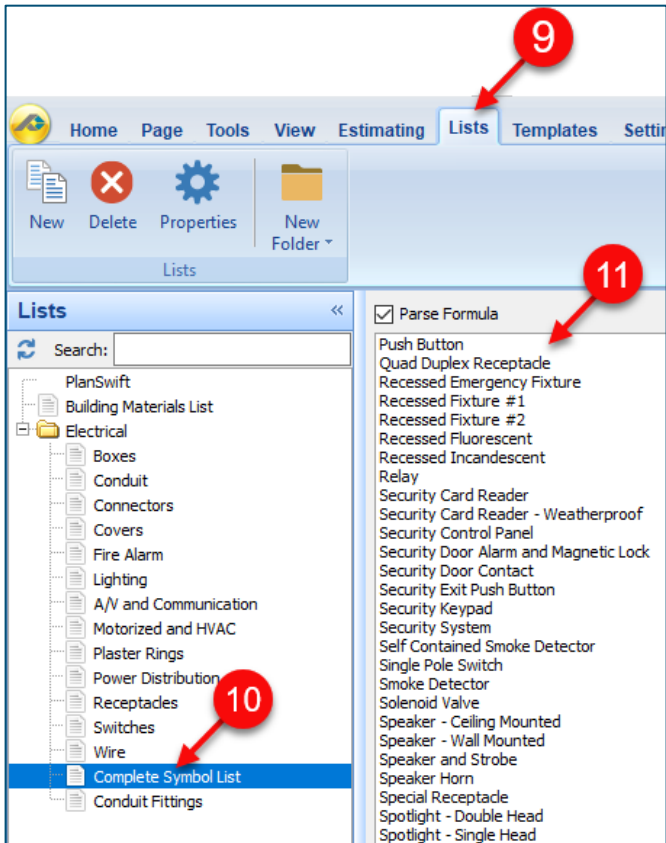 9
Home Page Tools View Estimating Lists Templates
New Delete Properties New Folder
Lists
11
Lists «
Search:
PlanSwift
Building Materials List
Electrical
Boxes
Conduit
Connectors
Covers
Fire Alarm
Lighting
A/V and Communication
Motorized and HVAC
Plaster Rings
Power Distribution
Receptacles
10
Switches
Wire
Complete Symbol List
Conduit Fittings
Parse Formula
Push Button
Quad Duplex Receptacle
Recessed Emergency Fixture
Recessed Fixture #1
Recessed Fixture #2
Recessed Fluorescent
Recessed Incandescent
Relay
Security Card Reader
Security Card Reader - Weatherproof
Security Control Panel
Security Door Alarm and Magnetic Lock
Security Door Contact
Security Exit Push Button
Security Keypad
Security System
Self Contained Smoke Detector
Single Pole Switch
Smoke Detector
Solenoid Valve
Speaker - Ceiling Mounted
Speaker - Wall Mounted
Speaker and Strobe
Speaker Horn
Special Receptacle
Spotlight - Double Head
Spotlight - Single Head